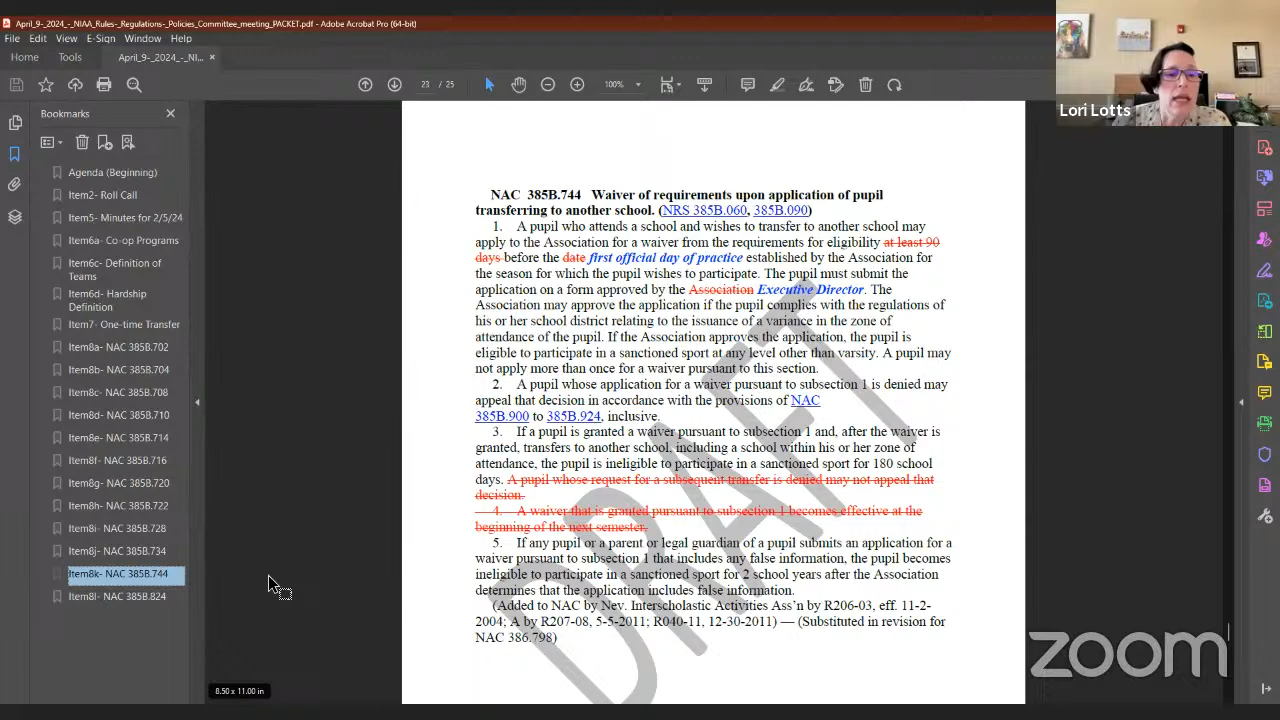 April_9-_2024_-_NIAA_Rules-_Regulations-_Policies_Committee_meeting_PACKET.pdf - Adobe Acrobat Pro (64-bit)
File Edit View E-Sign Window Help
Home Tools April_9-_2024_-_NI... ×
23 / 25 100%
Lori Lotts
Bookmarks
Agenda (Beginning)
Item2- Roll Call
Item5- Minutes for 2/5/24
Item6a- Co-op Programs
Item6c- Definition of
Teams
Item6d- Hardship
Definition
Item7- One-time Transfer
Item8a- NAC 385B.702
Item8b- NAC 385B.704
Item8c- NAC 385B.708
Item8d- NAC 385B.710
Item8e- NAC 385B.714
Item8f- NAC 385B.716
Item8g- NAC 385B.720
Item8h- NAC 385B.722
Item8i- NAC 385B.728
Item8j- NAC 385B.734
Item8k- NAC 385B.744
Item8l- NAC 385B.824
NAC 385B.744 Waiver of requirements upon application of pupil
transferring to another school. (NRS 385B.060, 385B.090)
1. A pupil who attends a school and wishes to transfer to another school may
apply to the Association for a waiver from the requirements for eligibility at least 90
days before the date first official day of practice established by the Association for
the season for which the pupil wishes to participate. The pupil must submit the
application on a form approved by the Association Executive Director. The
Association may approve the application if the pupil complies with the regulations of
his or her school district relating to the issuance of a variance in the zone of
attendance of the pupil. If the Association approves the application, the pupil is
eligible to participate in a sanctioned sport at any level other than varsity. A pupil may
not apply more than once for a waiver pursuant to this section.
2. A pupil whose application for a waiver pursuant to subsection 1 is denied may
appeal that decision in accordance with the provisions of NAC
385B.900 to 385B.924, inclusive.
3. If a pupil is granted a waiver pursuant to subsection 1 and, after the waiver is
granted, transfers to another school, including a school within his or her zone of
attendance, the pupil is ineligible to participate in a sanctioned sport for 180 school
days. A pupil whose request for a subsequent transfer is denied may not appeal that
decision.
4. A waiver that is granted pursuant to subsection 1 becomes effective at the
beginning of the next semester.
5. If any pupil or a parent or legal guardian of a pupil submits an application for a
waiver pursuant to subsection 1 that includes any false information, the pupil becomes
ineligible to participate in a sanctioned sport for 2 school years after the Association
determines that the application includes false information.
(Added to NAC by Nev. Interscholastic Activities Ass'n by R206-03, eff. 11-2-
2004; A by R207-08, 5-5-2011; R040-11, 12-30-2011) — (Substituted in revision for
NAC 386.798)
DRAFT
8.50 x 11.00 in
zoom